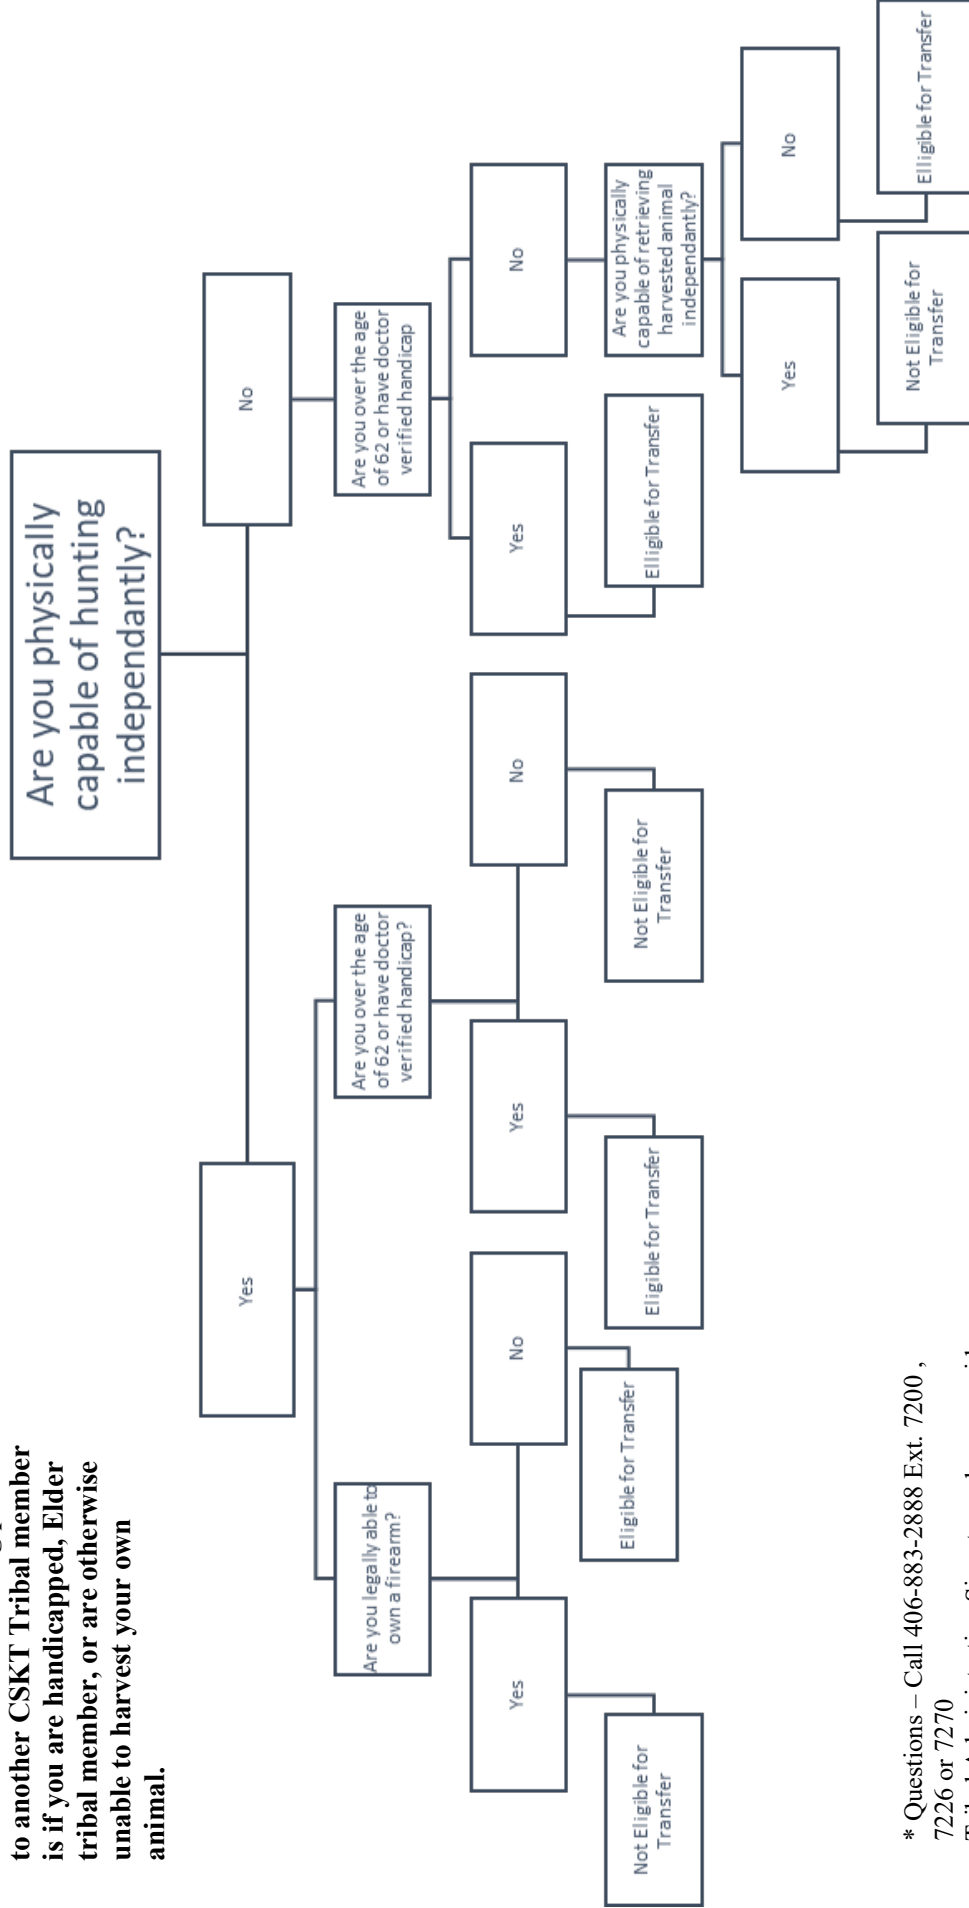 to another CSKT Tribal member
is if you are handicapped, Elder
tribal member, or are otherwise
unable to harvest your own
animal.
Are you physically
capable of hunting
independantly?
Yes
No
Are you legally able to
own a firearm?
Are you over the age
of 62 or have doctor
verified handicap?
Are you over the age
of 62 or have doctor
verified handicap
Yes
No
Yes
No
Yes
No
Not Eligible for
Transfer
Eligible for Transfer
Eligible for Transfer
Not Eligible for
Transfer
Elligible for Transfer
Are you physically
capable of retrieving
harvested animal
independantly?
Yes
No
Not Eligible for
Transfer
Elligible for Transfer
* Questions – Call 406-883-2888 Ext. 7200 ,
7226 or 7270